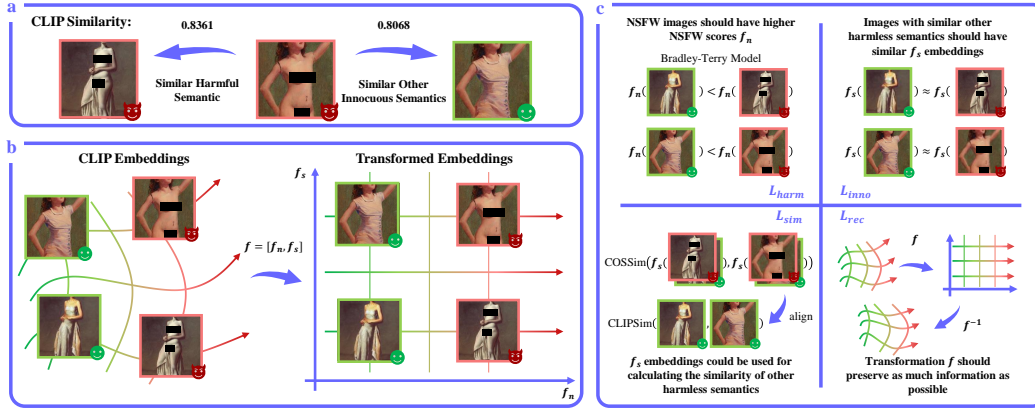 a
CLIP Similarity:
0.8361
0.8068
Similar Harmful
Semantic
Similar Other
Innocuous Semantics
b
CLIP Embeddings
Transformed Embeddings
f_s
f = [f_n, f_s]
f_n
c
NSFW images should have higher
NSFW scores f_n
Bradley-Terry Model
f_n( ) < f_n( )
f_n( ) < f_n( )
L_harm
Images with similar other
harmless semantics should have
similar f_s embeddings
f_s( ) ≈ f_s( )
f_s( ) ≈ f_s( )
L_inno
L_sim
COSSim(f_s( ), f_s( ))
align
CLIPSim( , )
f_s embeddings could be used for
calculating the similarity of other
harmless semantics
L_rec
f
f^{-1}
Transformation f should
preserve as much information as
possible